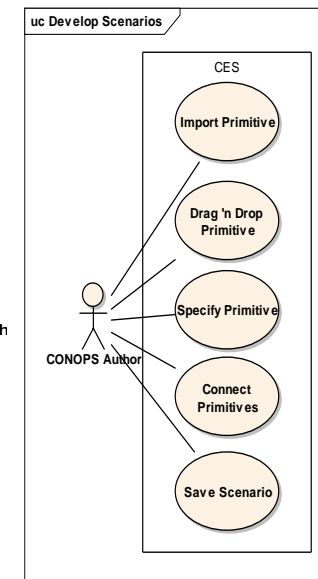 uc Develop Scenarios
CES
Import Primitive
Drag 'n Drop
Primitive
Specify Primitive
h
CONOPS Author
Connect
Primitives
Save Scenario